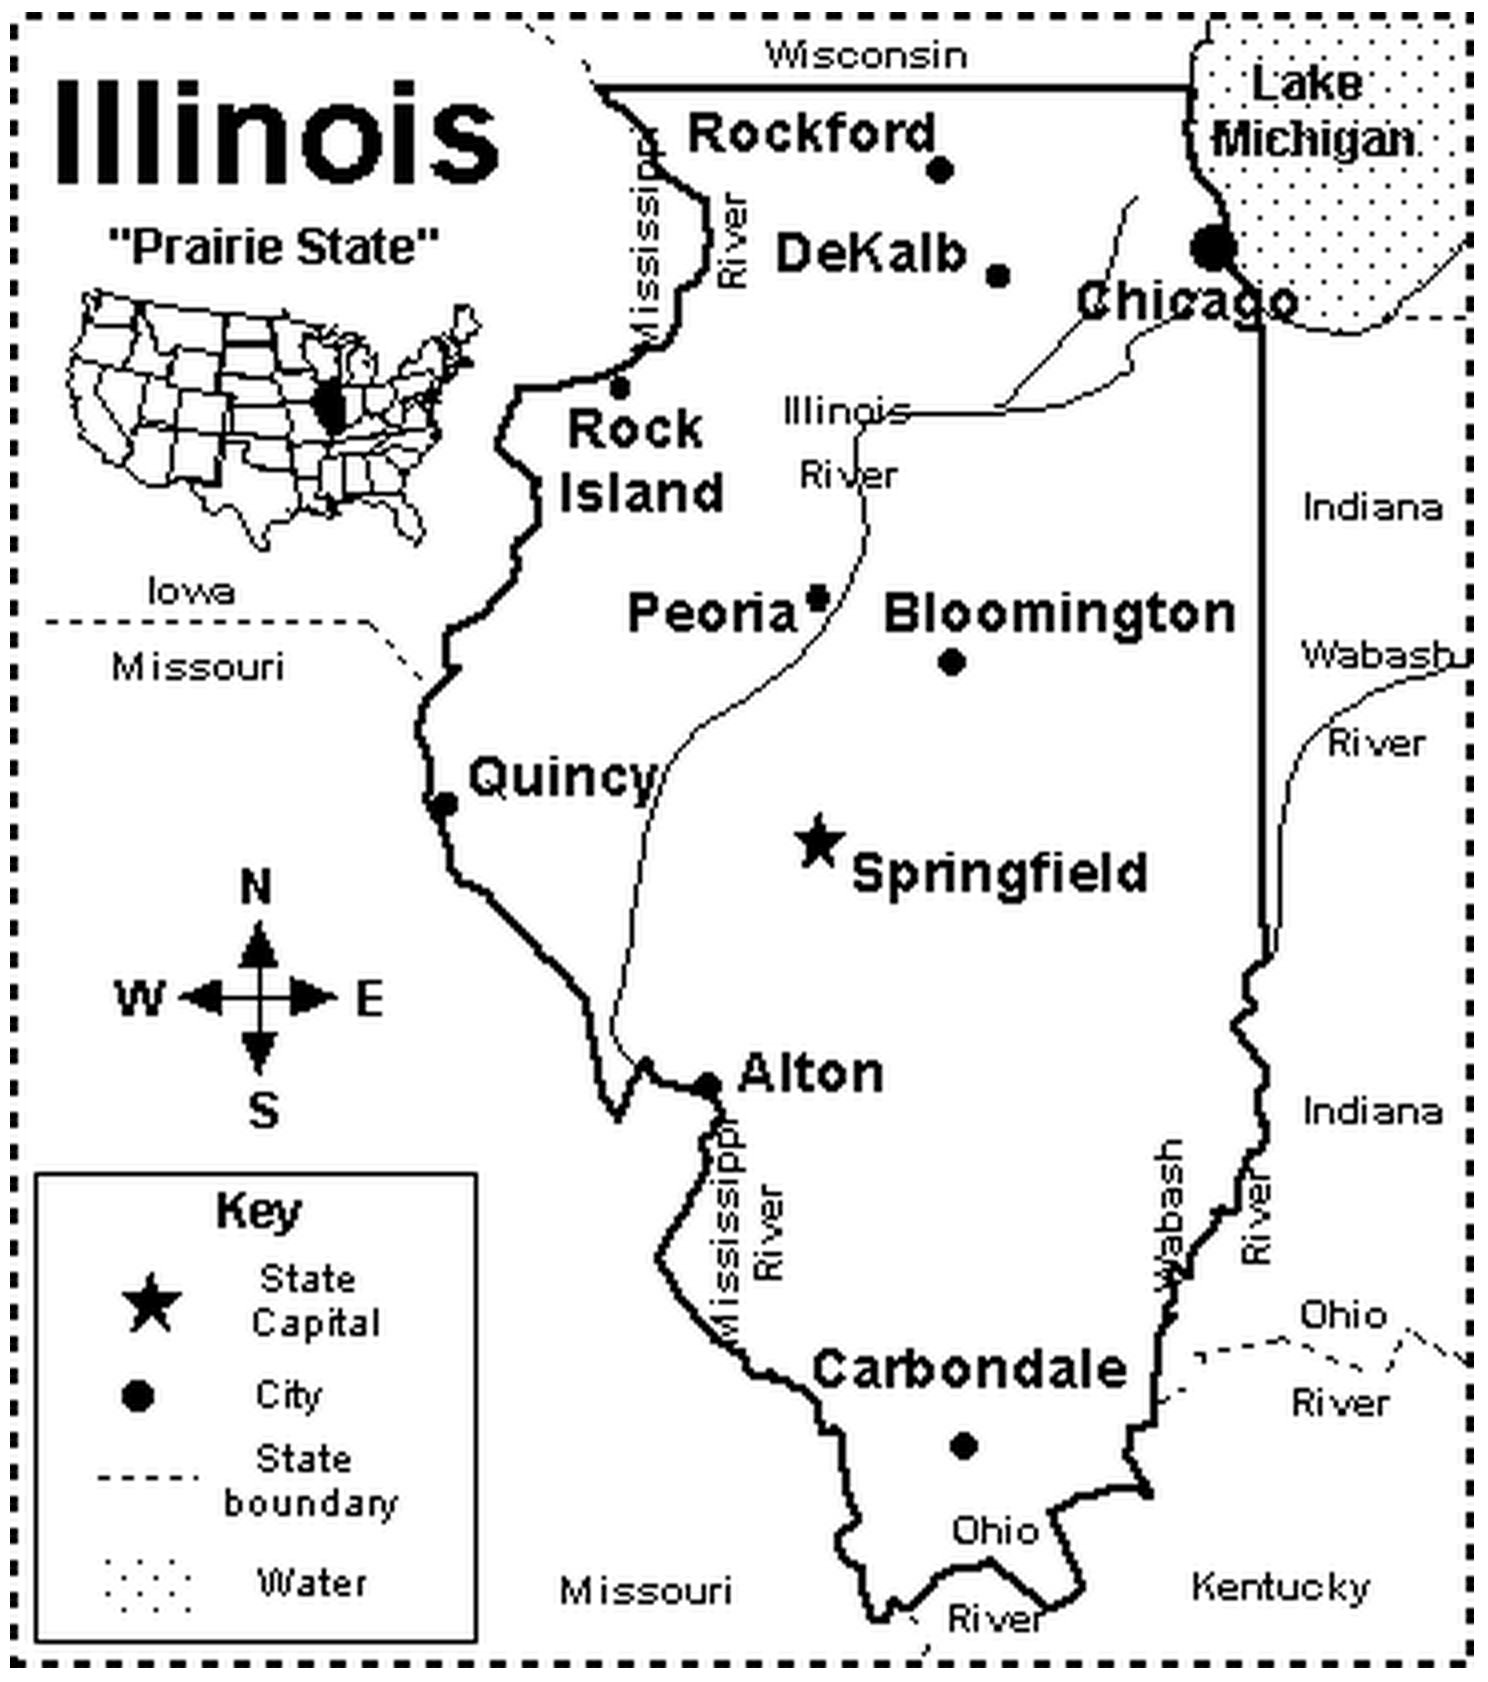 Wisconsin
Lake
Michigan
Illinois
"Prairie State"
Rockford
Mississippi
River
DeKalb
Chicago
Rock
Island
Illinois
River
Indiana
Iowa
Missouri
Peoria
Bloomington
Wabash
River
Quincy
Springfield
N
W E
S
Alton
Indiana
Mississippi
River
Wabash
River
Key
State
Capital
City
State
boundary
Water
Ohio
River
Carbondale
Ohio
River
Missouri
Kentucky